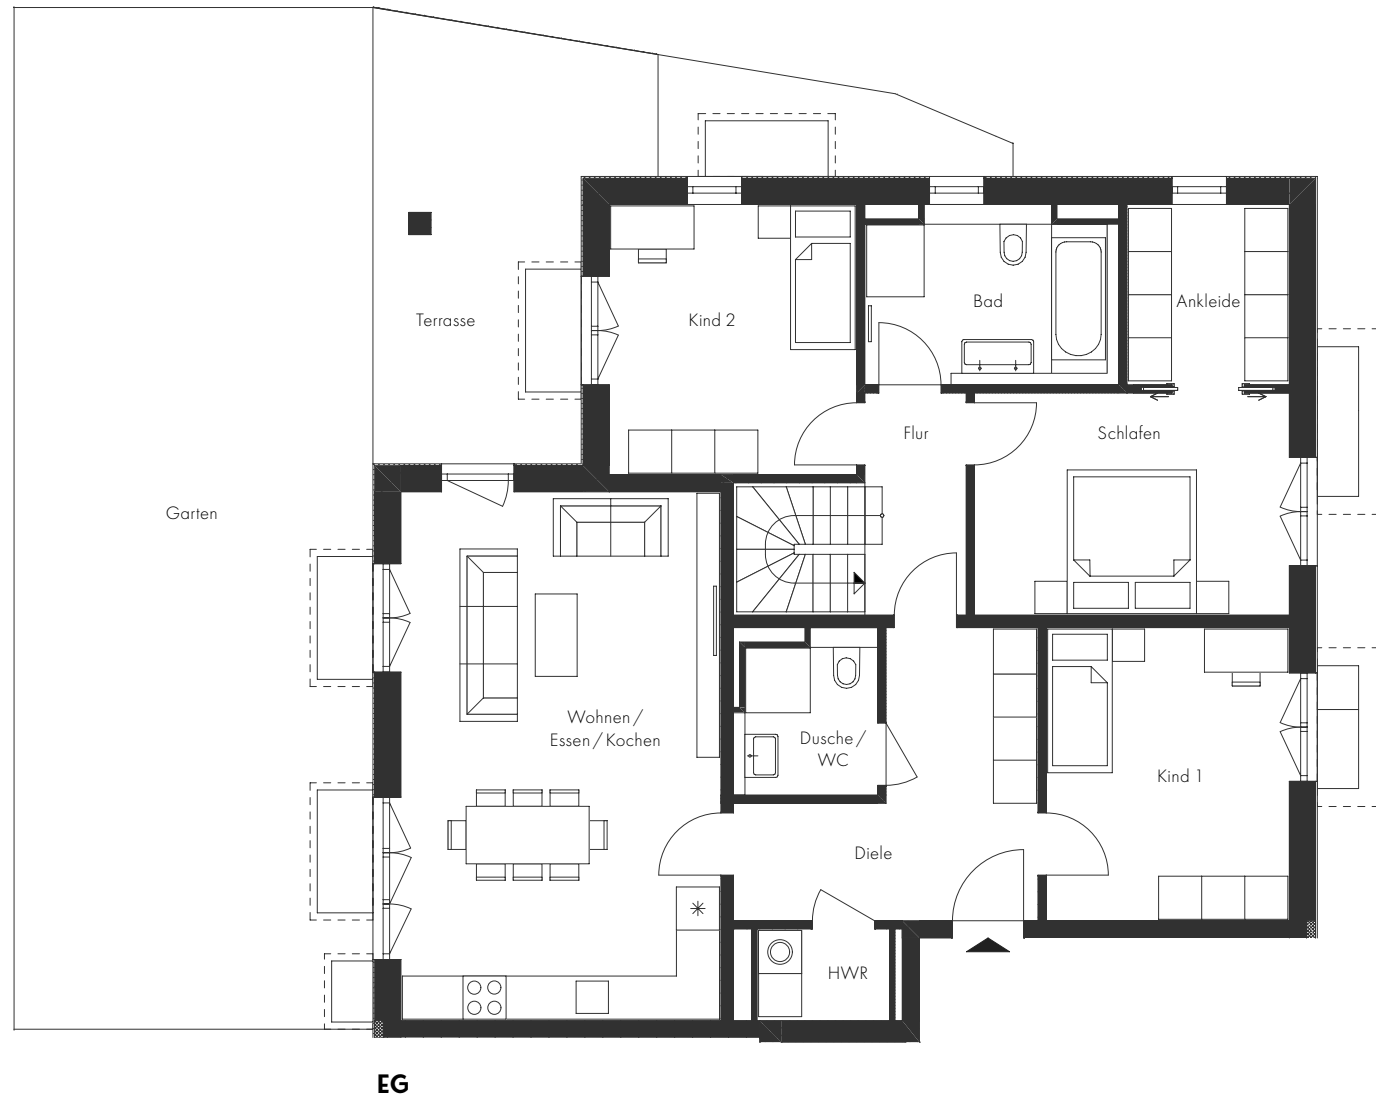 Bad
Ankleide
Terrasse
Kind 2
Flur
Schlafen
Garten
Wohnen /
Essen / Kochen
Dusche /
WC
Kind 1
Diele
HWR
EG